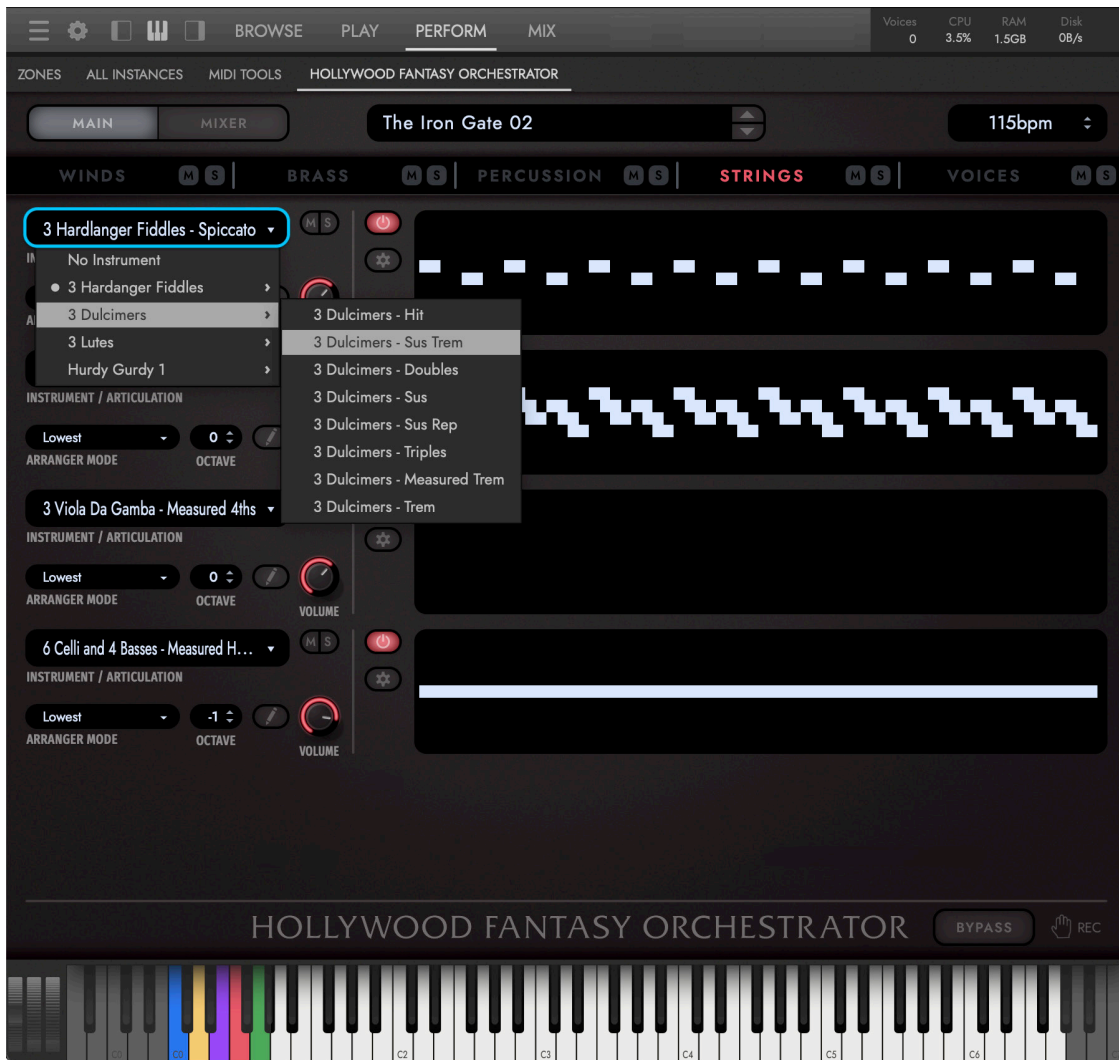 BROWSE PLAY PERFORM MIX Voices CPU RAM Disk
0 3.5% 1.5GB 0B/s
ZONES ALL INSTANCES MIDI TOOLS HOLLYWOOD FANTASY ORCHESTRATOR
MAIN MIXER The Iron Gate 02 115bpm
WINDS M S BRASS M S PERCUSSION M S STRINGS M S VOICES M S
3 Hardlanger Fiddles - Spiccato M S
No Instrument
3 Hardanger Fiddles
3 Dulcimers
3 Lutes
Hurdy Gurdy 1
3 Dulcimers - Hit
3 Dulcimers - Sus Trem
3 Dulcimers - Doubles
3 Dulcimers - Sus
3 Dulcimers - Sus Rep
3 Dulcimers - Triples
3 Dulcimers - Measured Trem
3 Dulcimers - Trem
INSTRUMENT / ARTICULATION
Lowest 0
ARRANGER MODE OCTAVE
3 Viola Da Gamba - Measured 4ths
INSTRUMENT / ARTICULATION
Lowest 0
ARRANGER MODE OCTAVE VOLUME
6 Celli and 4 Basses - Measured H... M S
INSTRUMENT / ARTICULATION
Lowest -1
ARRANGER MODE OCTAVE VOLUME
HOLLYWOOD FANTASY ORCHESTRATOR BYPASS REC
C0 C2 C3 C4 C5 C6